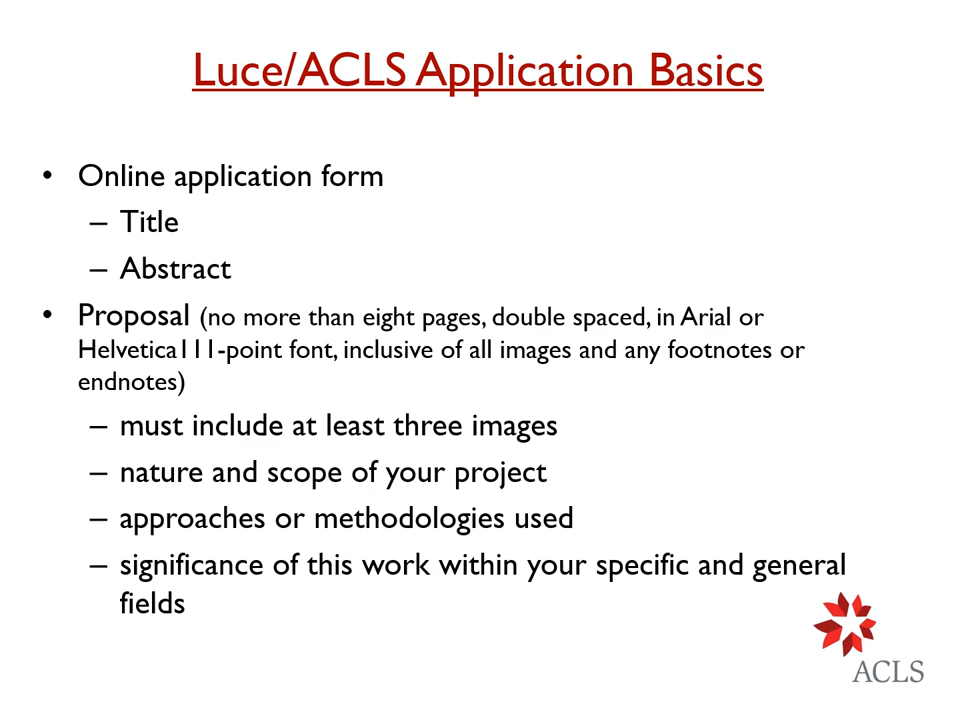 Luce/ACLS Application Basics
• Online application form
– Title
– Abstract
• Proposal (no more than eight pages, double spaced, in Arial or
Helvetica111-point font, inclusive of all images and any footnotes or
endnotes)
– must include at least three images
– nature and scope of your project
– approaches or methodologies used
– significance of this work within your specific and general
fields
ACLS